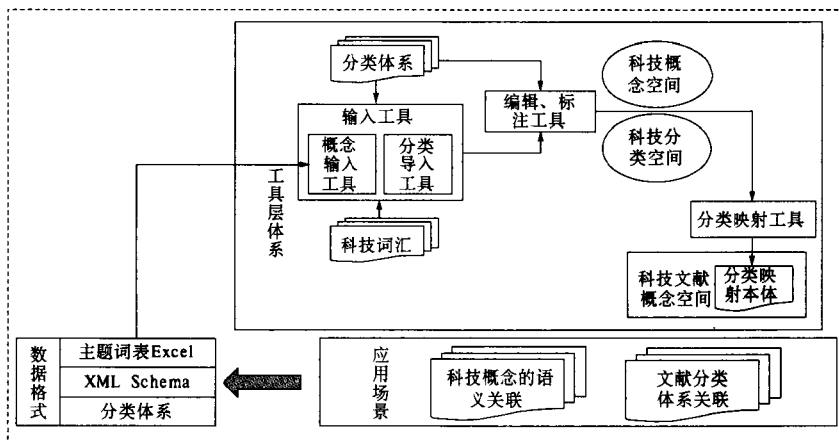 分类体系
输入工具
概念
输入
工具
分类
导入
工具
科技词汇
工具层体系
编辑、标
注工具
科技概
念空间
科技分
类空间
分类映射工具
科技文献
概念空间
分类映
射本体
数据格式
主题词表Excel
XML Schema
分类体系
应用场景
科技概念的语
义关联
文献分类
体系关联